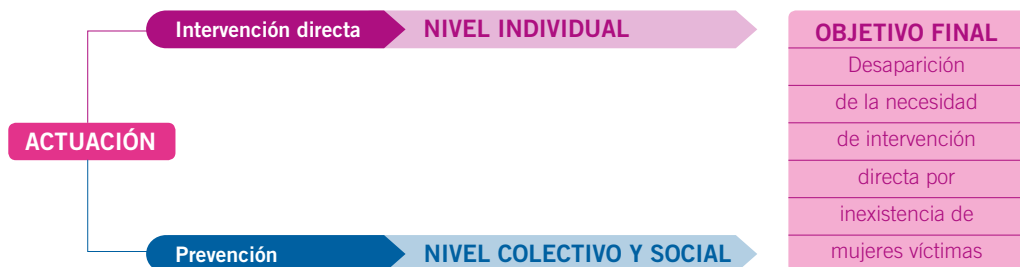 Intervención directa NIVEL INDIVIDUAL
ACTUACIÓN
Prevención NIVEL COLECTIVO Y SOCIAL
OBJETIVO FINAL
Desaparición
de la necesidad
de intervención
directa por
inexistencia de
mujeres víctimas